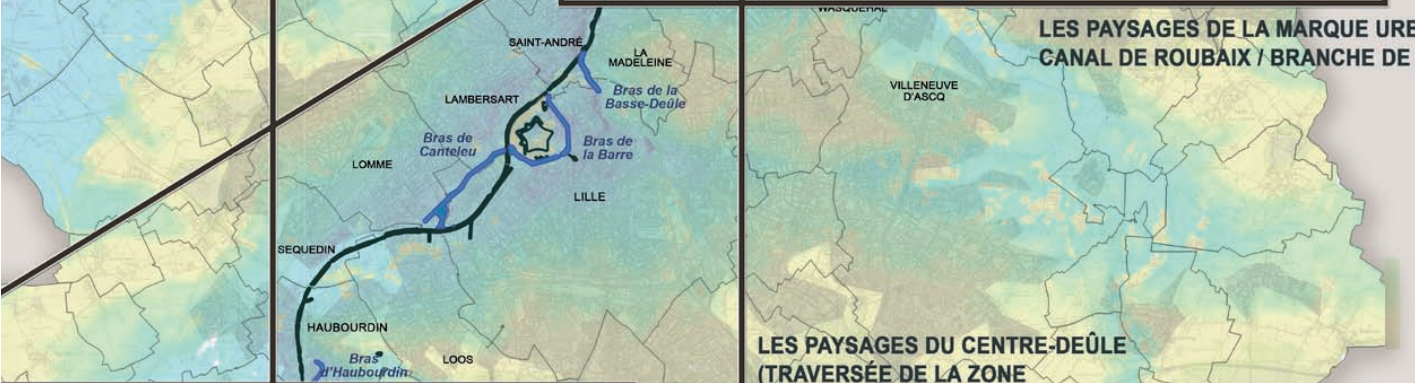 WASQUEHAL
LES PAYSAGES DE LA MARQUE URB
CANAL DE ROUBAIX / BRANCHE DE
SAINT-ANDRÉ
LA
MADELEINE
VILLENEUVE
D'ASCQ
LAMBERSART
Bras de la
Basse-Deûle
Bras de
Canteleu
Bras de
la Barre
LOMME
LILLE
SEQUEDIN
HAUBOURDIN
LOOS
Bras
d'Haubourdin
LES PAYSAGES DU CENTRE-DEÛLE
(TRAVERSÉE DE LA ZONE